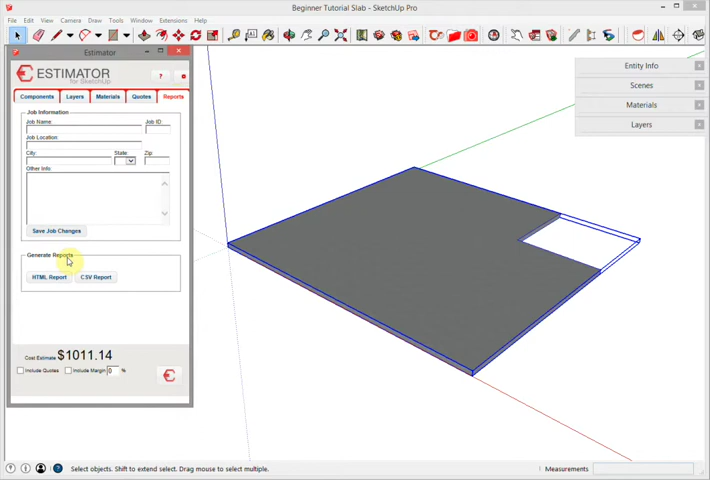 Beginner Tutorial Slab - SketchUp Pro
File Edit View Camera Draw Tools Window Extensions Help
Estimator
ESTIMATOR
for SketchUp
?
Components Layers Materials Quotes Reports
Job Information
Job Name: Job ID:
Job Location:
City: State: Zip:
Other Info:
Save Job Changes
Generate Reports
HTML Report CSV Report
Cost Estimate $1011.14
Include Quotes Include Margin 0 %
Entity Info
Scenes
Materials
Layers
Select objects. Shift to extend select. Drag mouse to select multiple.
Measurements